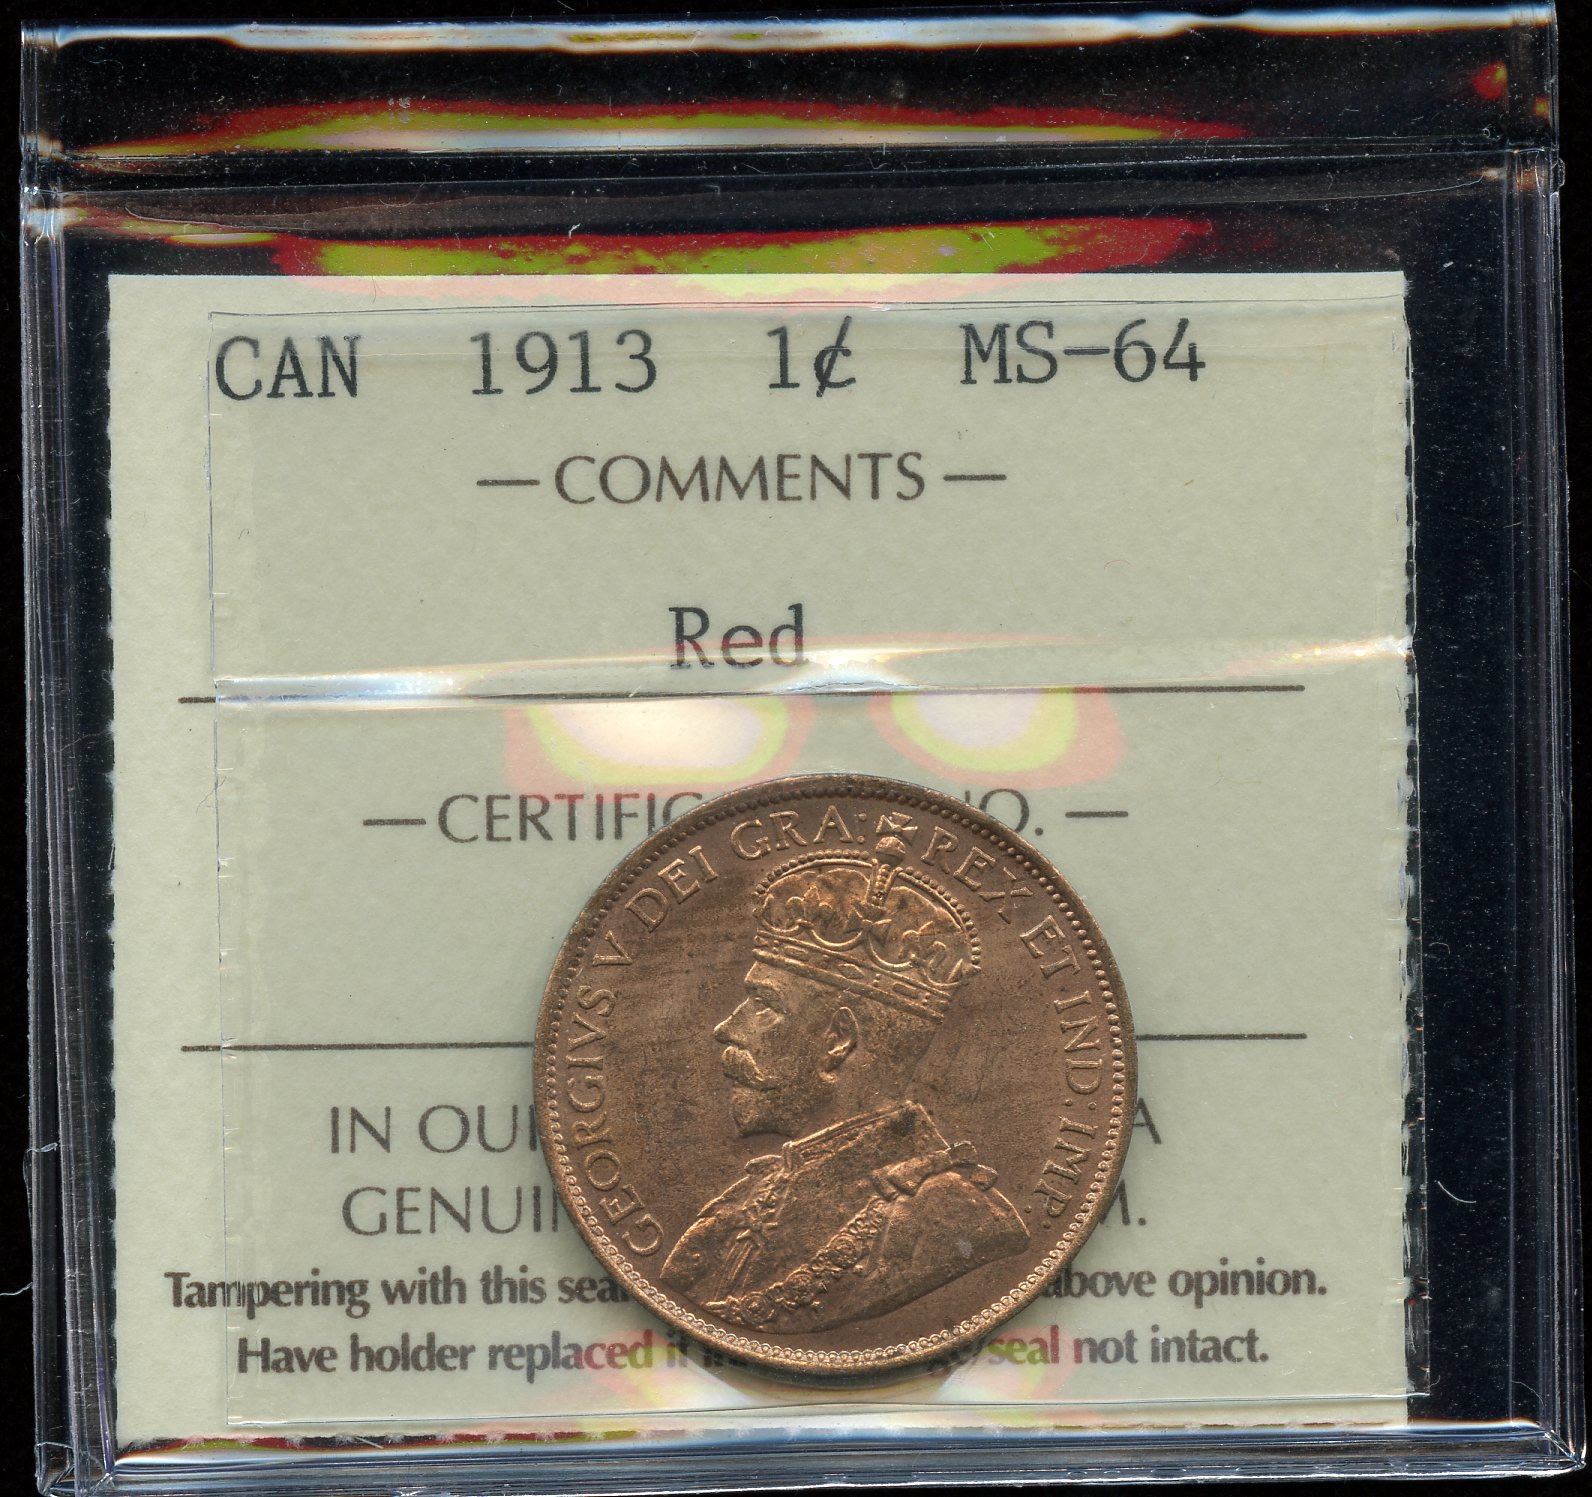 CAN 1913 1¢ MS-64
— COMMENTS —
Red
— CERTIFIC O. —
GEORGIVS V DEI GRA: REX ET IND: IMP:
IN OU A
GENUI M.
Tampering with this sea above opinion.
Have holder replaced if /seal not intact.